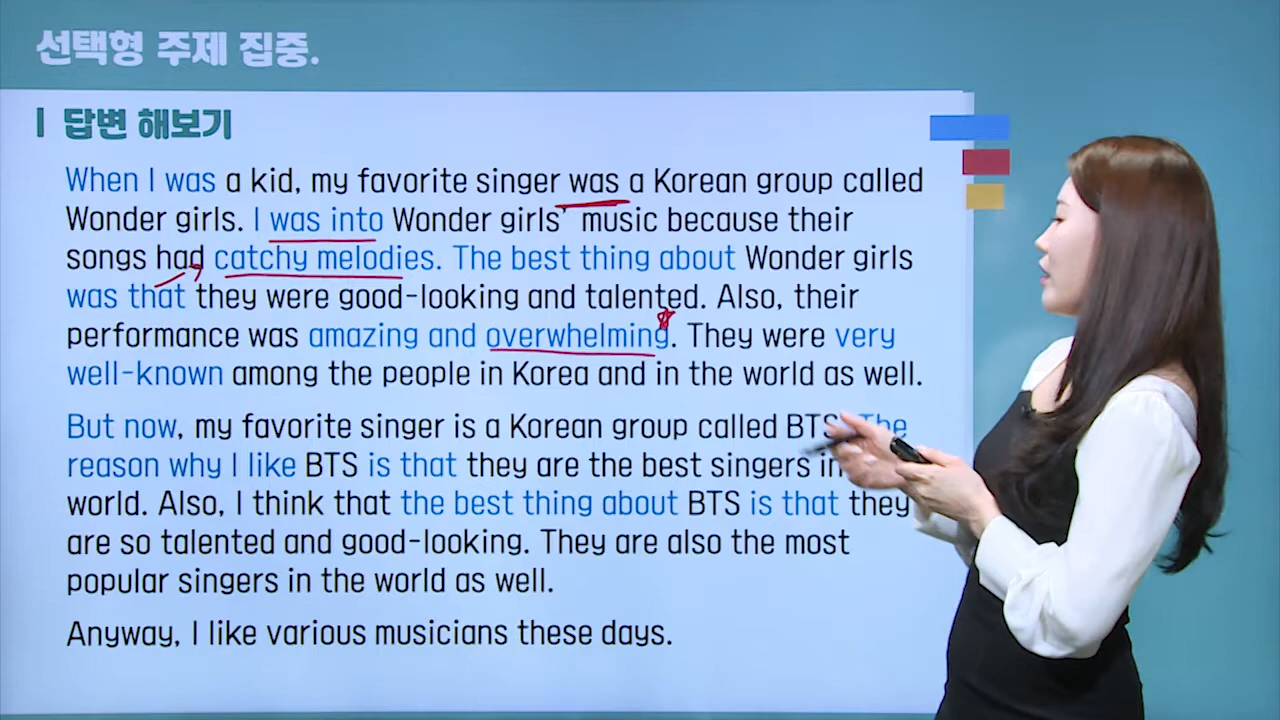 선택형 주제 집중.
| 답변 해보기
When I was a kid, my favorite singer was a Korean group called
Wonder girls. I was into Wonder girls' music because their
songs had catchy melodies. The best thing about Wonder girls
was that they were good-looking and talented. Also, their
performance was amazing and overwhelming. They were very
well-known among the people in Korea and in the world as well.
But now, my favorite singer is a Korean group called BTS. The
reason why I like BTS is that they are the best singers in
world. Also, I think that the best thing about BTS is that they
are so talented and good-looking. They are also the most
popular singers in the world as well.
Anyway, I like various musicians these days.